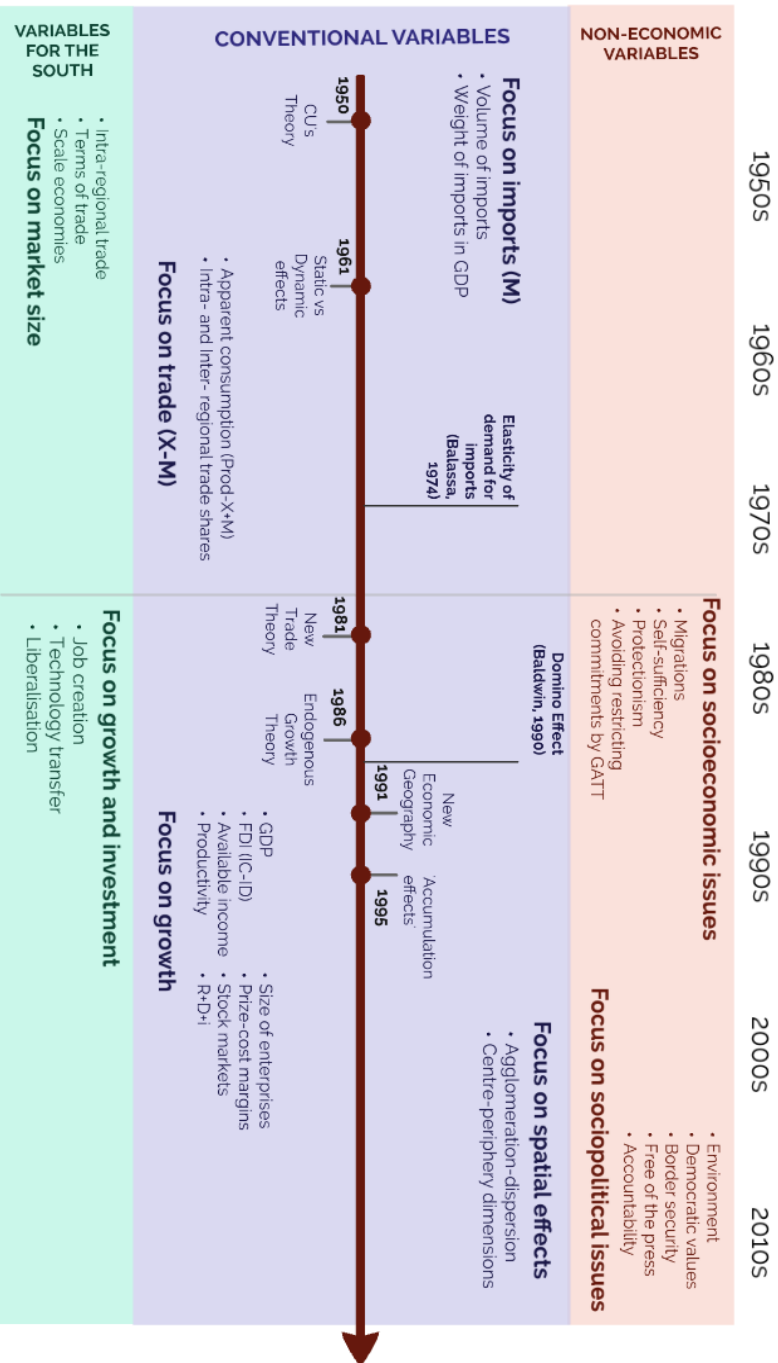 1950s
1960s
1970s
1980s
1990s
2000s
2010s
NON-ECONOMIC
VARIABLES
Focus on socioeconomic issues
• Migrations
• Self-sufficiency
• Protectionism
• Avoiding restricting
commitments by GATT
• Environment
• Democratic values
• Border security
• Free of the press
• Accountability
Focus on sociopolitical issues
CONVENTIONAL VARIABLES
Focus on imports (M)
• Volume of imports
• Weight of imports in GDP
Elasticity of
demand for
imports
(Balassa,
1974)
Domino Effect
(Baldwin, 1990)
Focus on spatial effects
• Agglomeration-dispersion
• Centre-periphery dimensions
New
Economic
Geography
1991
'Accumulation
effects'
1995
1950
CU's
Theory
1961
Static vs
Dynamic
effects
1981
New
Trade
Theory
1986
Endogenous
Growth
Theory
• Apparent consumption (Prod-X+M)
• Intra- and Inter- regional trade shares
Focus on trade (X-M)
• GDP
• FDI (IC-ID)
• Available income
• Productivity
• Size of enterprises
• Prize-cost margins
• Stock markets
• R+D+i
Focus on growth
VARIABLES
FOR THE
SOUTH
• Intra-regional trade
• Terms of trade
• Scale economies
Focus on market size
Focus on growth and investment
• Job creation
• Technology transfer
• Liberalisation